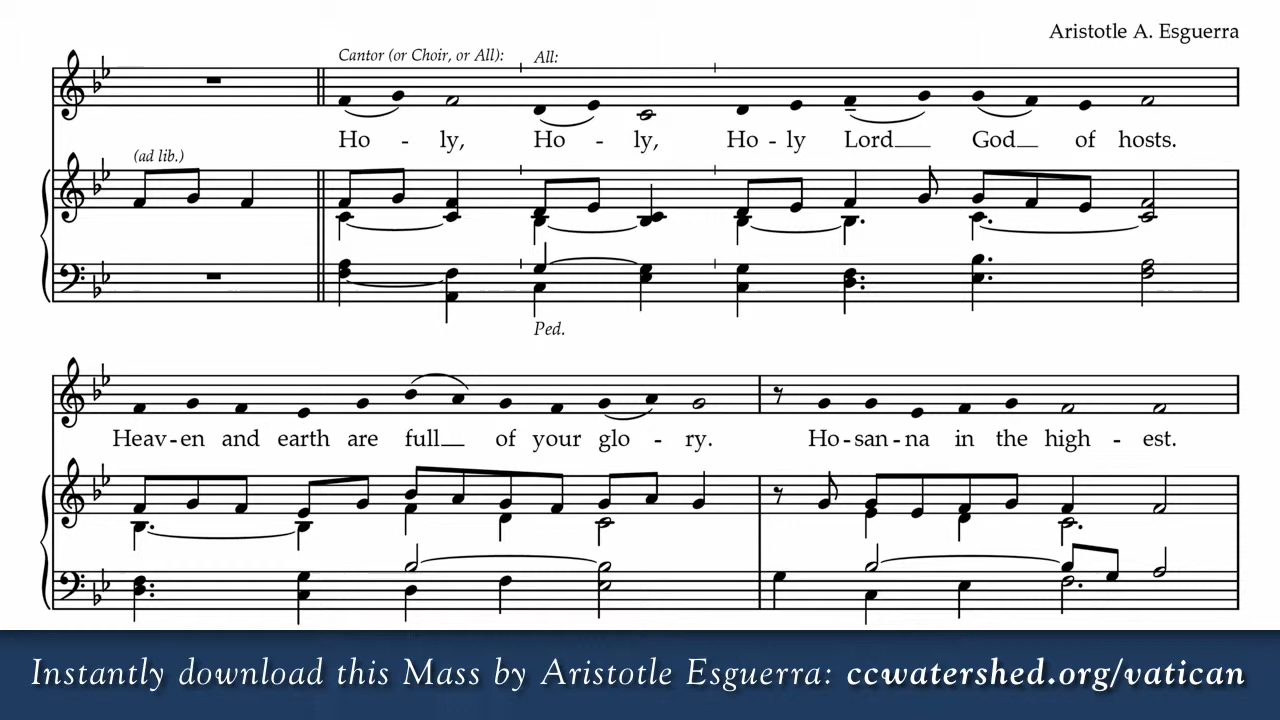 Aristotle A. Esguerra
Cantor (or Choir, or All):
All:
Ho - ly, Ho - ly, Ho - ly Lord God of hosts.
(ad lib.)
Ped.
Heav - en and earth are full of your glo - ry. Ho - san - na in the high - est.
Instantly download this Mass by Aristotle Esguerra: ccwatershed.org/vatican